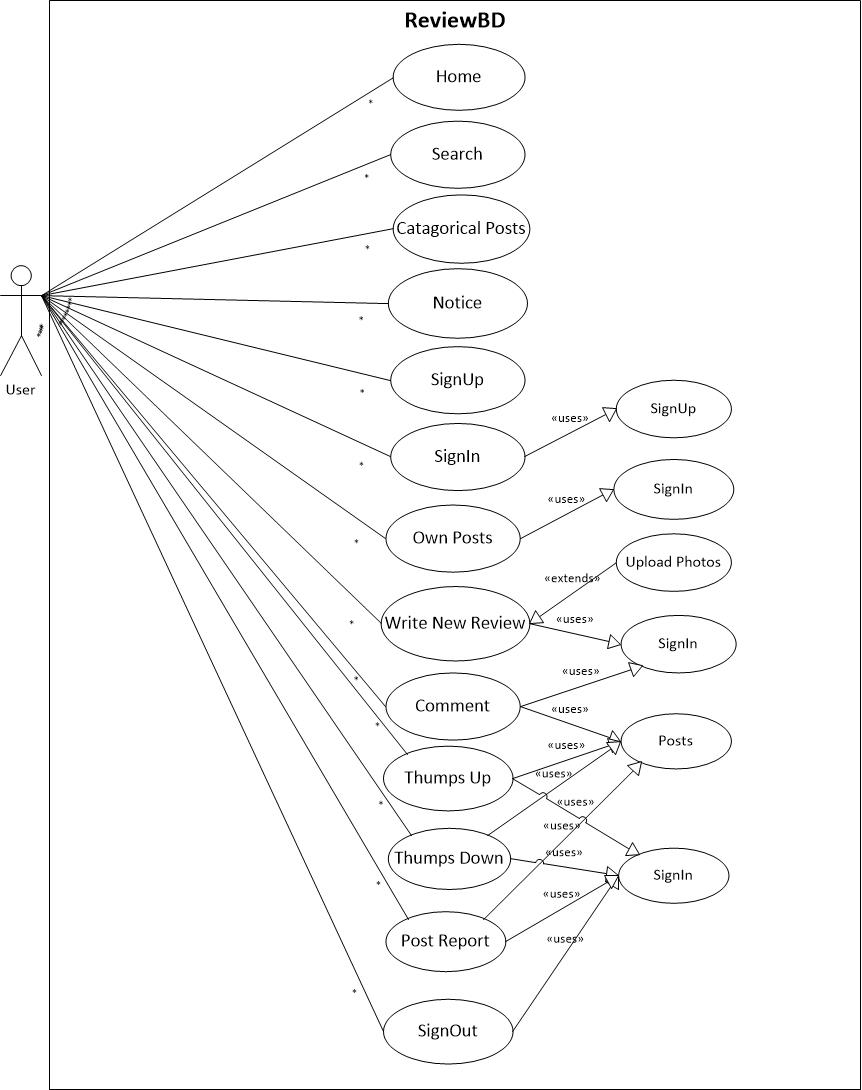 ReviewBD
Home
*
Search
*
Catagorical Posts
*
Notice
*
User
SignUp
*
SignUp
«uses»
SignIn
*
SignIn
«uses»
Own Posts
*
Upload Photos
«extends»
«uses»
Write New Review
*
SignIn
«uses»
*
Comment
«uses»
*
Posts
«uses»
Thumps Up
«uses»
*
«uses»
«uses»
Thumps Down
«uses»
*
SignIn
«uses»
Post Report
«uses»
*
SignOut